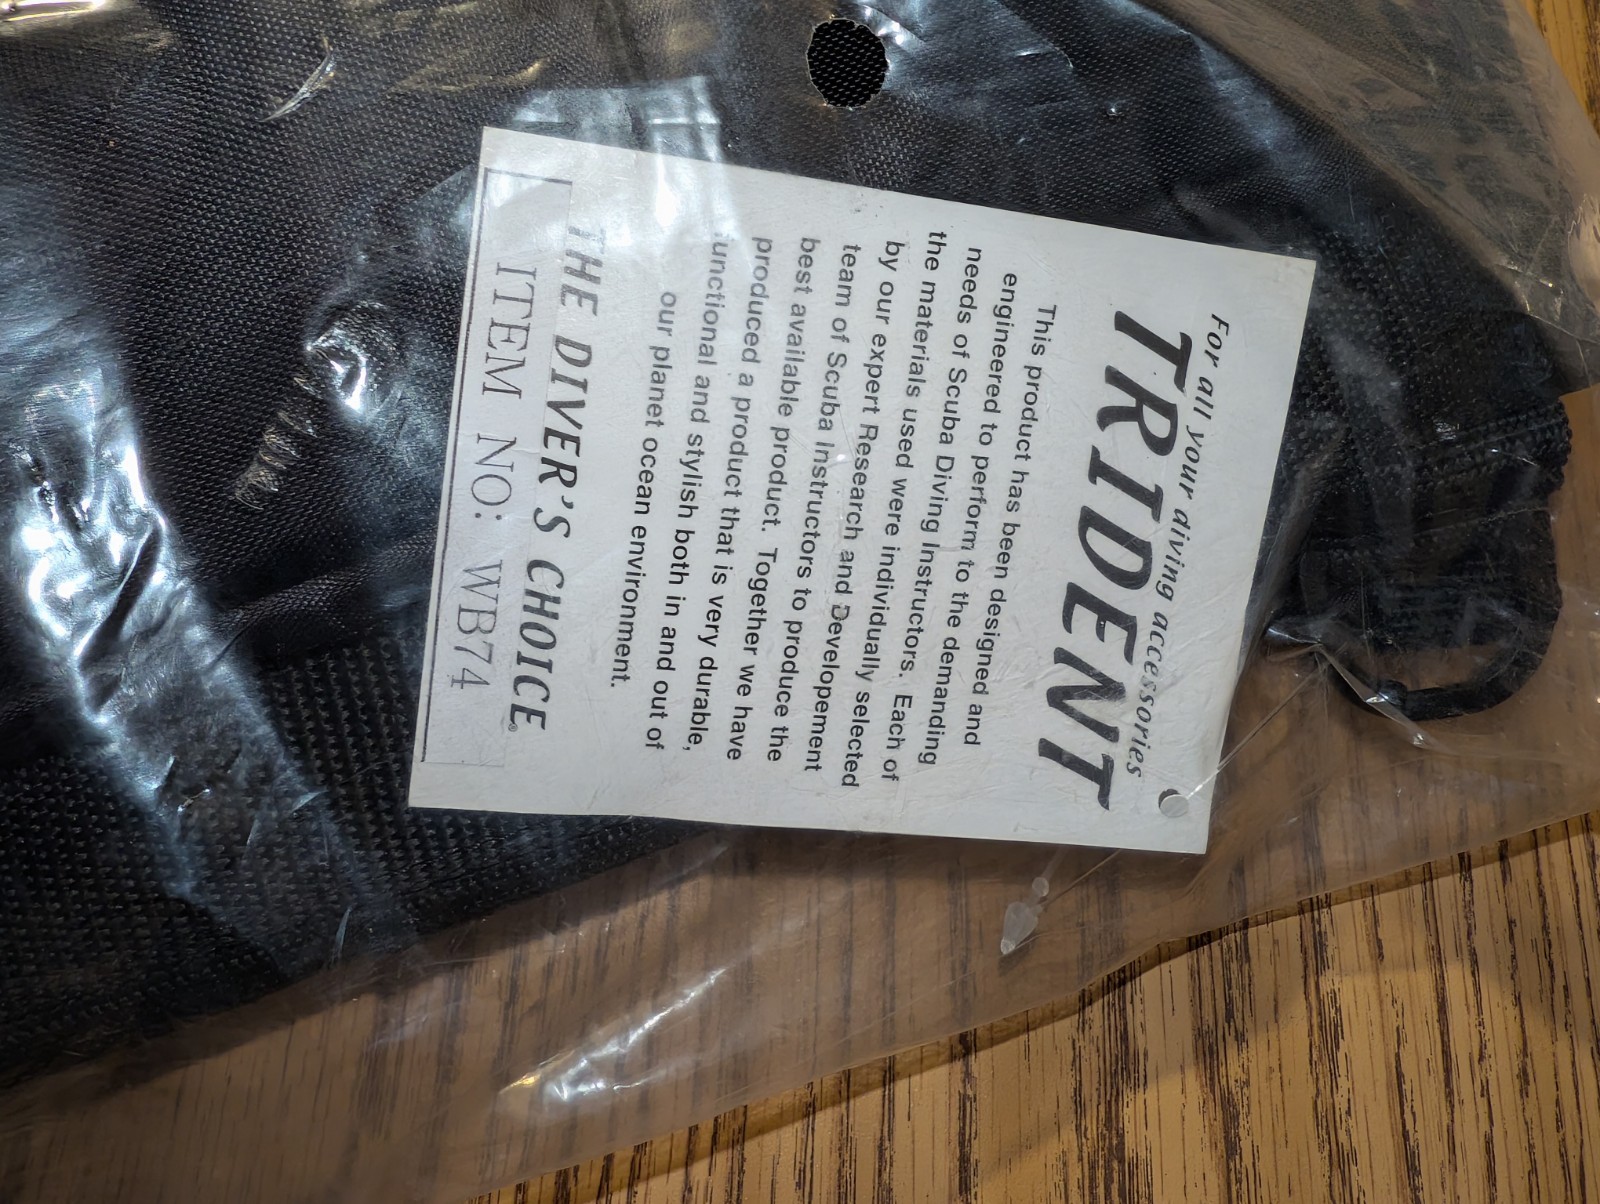 For all your diving accessories
TRIDENT
This product has been designed and
engineered to perform to the demanding
needs of Scuba Diving Instructors. Each of
the materials used were individually selected
by our expert Research and Developement
team of Scuba Instructors to produce the
best available product. Together we have
produced a product that is very durable,
functional and stylish both in and out of
our planet ocean environment.
THE DIVER'S CHOICE®
ITEM NO: WB74